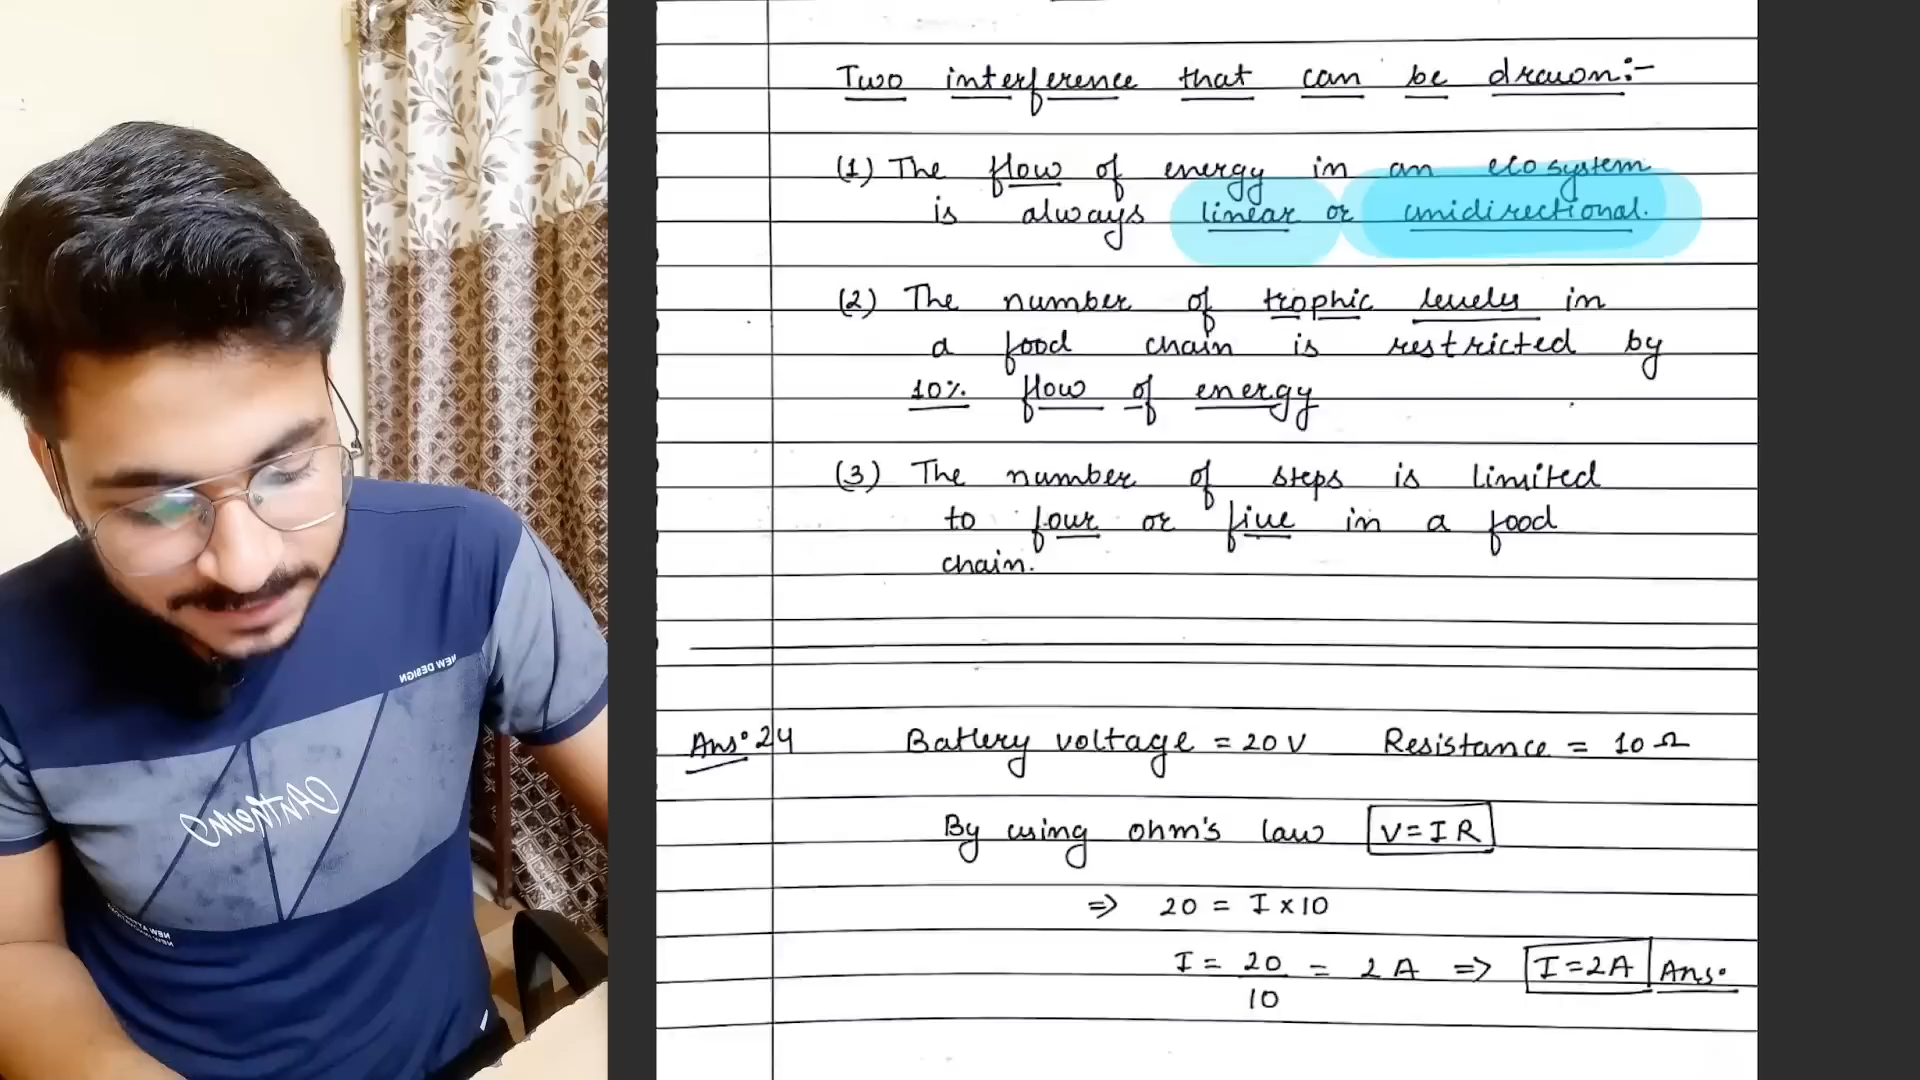 Two interference that can be drawn:-
(1) The flow of energy in an ecosystem
is always linear or unidirectional.
(2) The number of trophic levels in
a food chain is restricted by
10% flow of energy
(3) The number of steps is limited
to four or five in a food
chain.
Ans: 24 Battery voltage = 20 V Resistance = 10 Ω
By using ohm's law V = I R
⇒ 20 = I × 10
I = 20/10 = 2 A ⇒ I = 2A Ans.
NEW DESIGN
Anthems